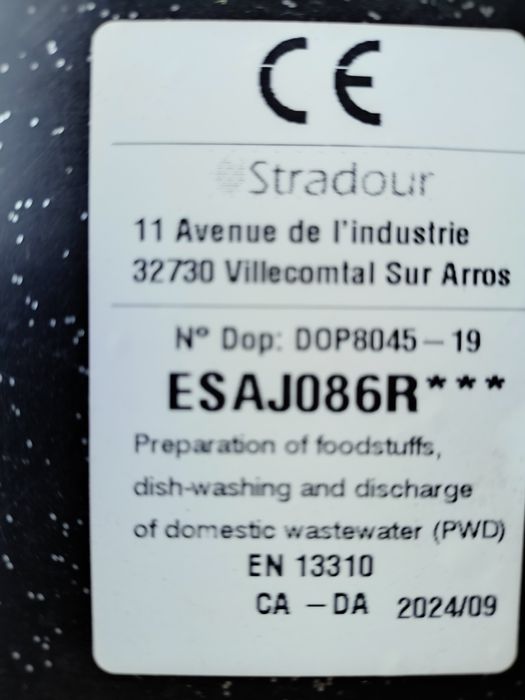 CE
Stradour
11 Avenue de l'industrie
32730 Villecomtal Sur Arros
Nº Dop: DOP8045-19
ESAJ086R***
Preparation of foodstuffs,
dish-washing and discharge
of domestic wastewater (PWD)
EN 13310
CA -DA 2024/09